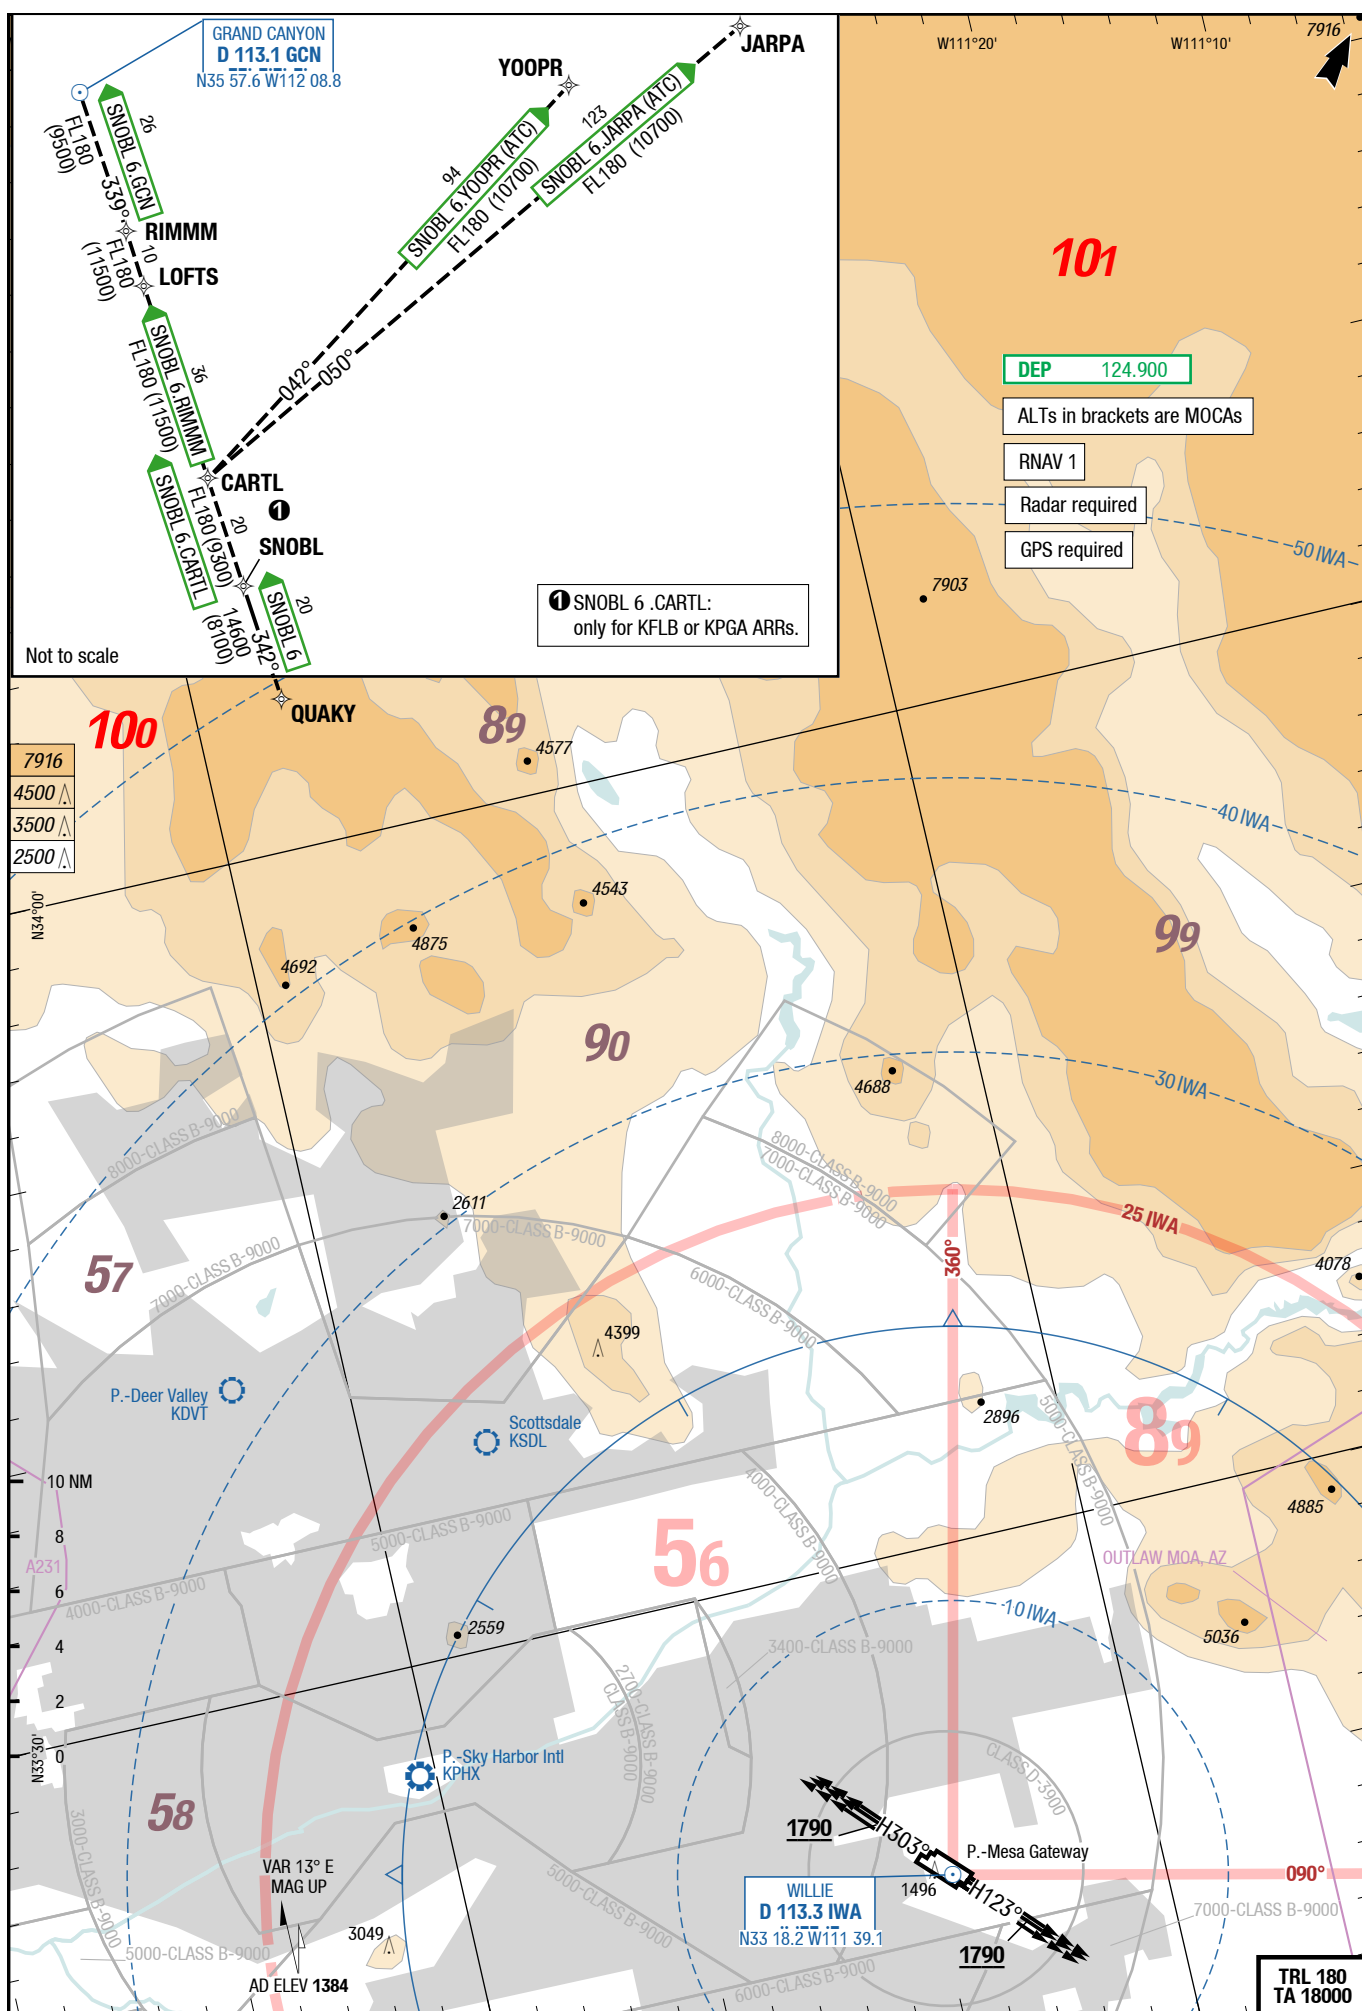 GRAND CANYON
D 113.1 GCN
N35 57.6 W112 08.8
JARPA
YOOPR
W111°20'
W111°10'
7916
26
SNOBL 6.GCN
FL180
(9500)
339°
RIMMM
10
FL180
(11500)
LOFTS
94
SNOBL 6.YOOPR (ATC)
FL180 (10700)
123
SNOBL 6.JARPA (ATC)
FL180 (10700)
042°
050°
36
SNOBL 6.RIMMM
FL180 (11500)
CARTL
1
SNOBL 6.CARTL
20
FL180 (9300)
SNOBL
14600
(8100)
342°
SNOBL 6
20
QUAKY
1 SNOBL 6 .CARTL:
only for KFLB or KPGA ARRs.
Not to scale
101
DEP 124.900
ALTs in brackets are MOCAs
RNAV 1
Radar required
GPS required
50 IWA
7903
100
89
4577
7916
4500
3500
2500
40 IWA
N34°00'
4543
4875
4692
99
90
30 IWA
4688
8000-CLASS B-9000
8000-CLASS B-9000
7000-CLASS B-9000
2611
7000-CLASS B-9000
25 IWA
57
7000-CLASS B-9000
6000-CLASS B-9000
360°
4078
4399
P.-Deer Valley
KDVT
Scottsdale
KSDL
2896
5000-CLASS B-9000
89
10 NM
8
6
4
2
0
4885
4000-CLASS B-9000
5000-CLASS B-9000
56
A231
4000-CLASS B-9000
OUTLAW MOA, AZ
10 IWA
2559
5036
3400-CLASS B-9000
2700-CLASS B-9000
CLASS B-9000
N33°30'
P.-Sky Harbor Intl
KPHX
CLASS D-3900
58
3000-CLASS B-9000
1790
H303°
P.-Mesa Gateway
VAR 13° E
MAG UP
1496
090°
WILLIE
D 113.3 IWA
N33 18.2 W111 39.1
H123°
7000-CLASS B-9000
5000-CLASS B-9000
3049
1790
5000-CLASS B-9000
AD ELEV 1384
6000-CLASS B-9000
TRL 180
TA 18000